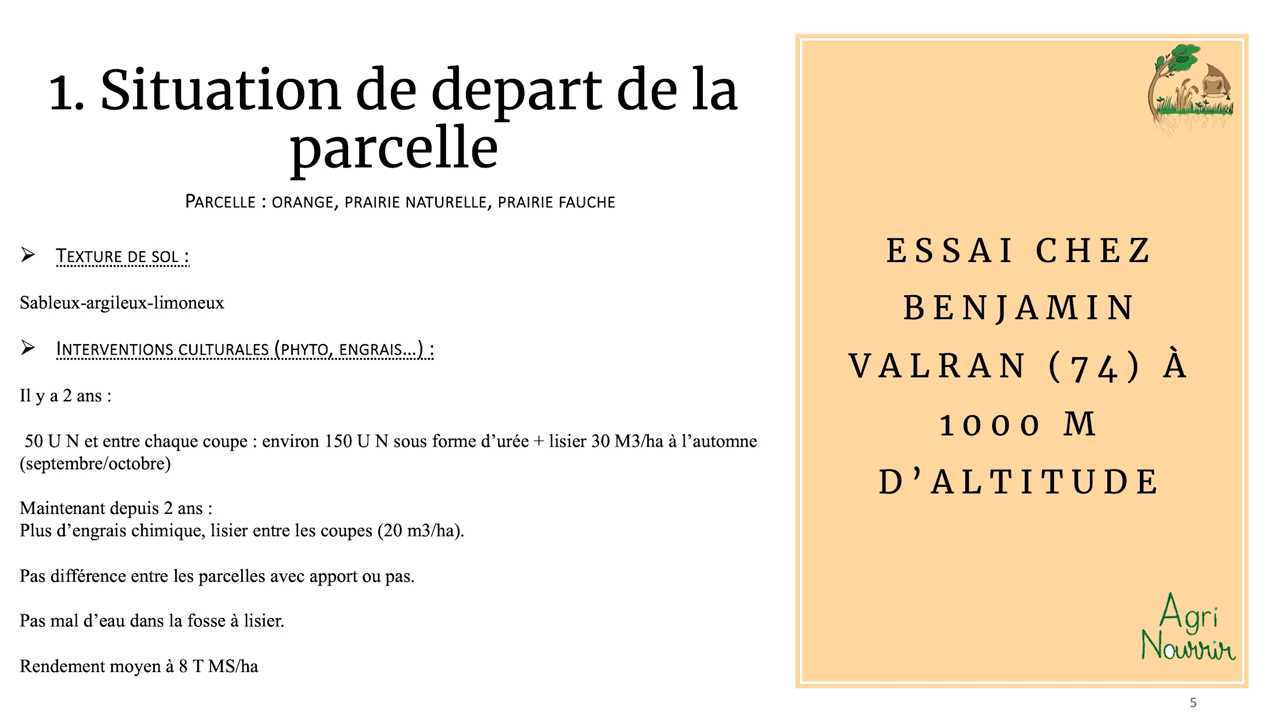 1. Situation de depart de la
parcelle
Parcelle : orange, prairie naturelle, prairie fauche
➢ Texture de sol :
Sableux-argileux-limoneux
➢ Interventions culturales (phyto, engrais…) :
Il y a 2 ans :
50 U N et entre chaque coupe : environ 150 U N sous forme d’urée + lisier 30 M3/ha à l’automne
(septembre/octobre)
Maintenant depuis 2 ans :
Plus d’engrais chimique, lisier entre les coupes (20 m3/ha).
Pas différence entre les parcelles avec apport ou pas.
Pas mal d’eau dans la fosse à lisier.
Rendement moyen à 8 T MS/ha
ESSAI CHEZ
BENJAMIN
VALRAN (74) À
1000 M
D’ALTITUDE
Agri
Nourrir
5